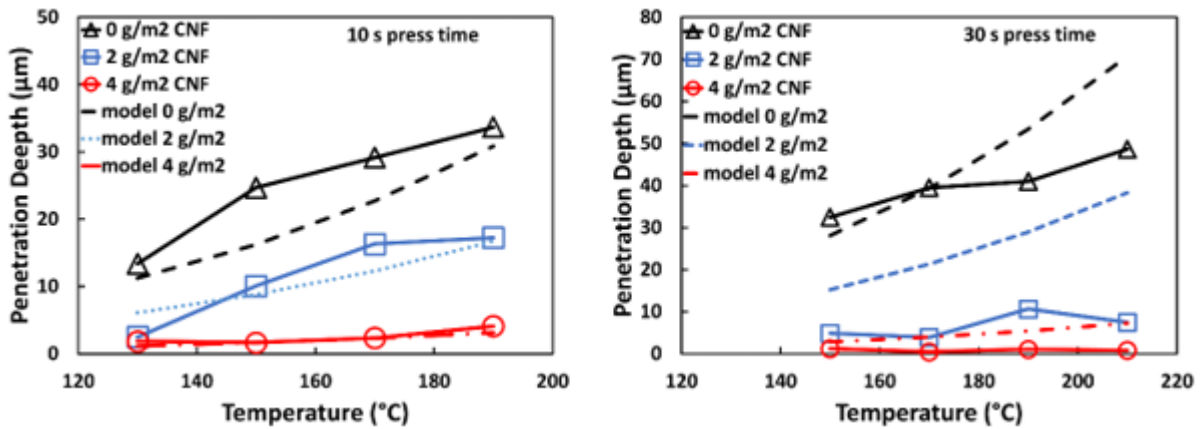 50
40
30
20
10
0
Penetration Depth (µm)
0 g/m2 CNF
2 g/m2 CNF
4 g/m2 CNF
model 0 g/m2
model 2 g/m2
model 4 g/m2
10 s press time
120 140 160 180 200
Temperature (°C)
80
70
60
50
40
30
20
10
0
Penetration Depth (µm)
0 g/m2 CNF
2 g/m2 CNF
4 g/m2 CNF
model 0 g/m2
model 2 g/m2
model 4 g/m2
30 s press time
120 140 160 180 200 220
Temperature (°C)